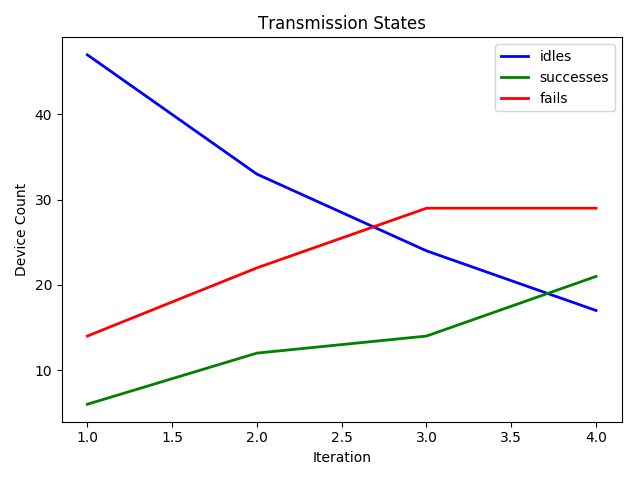 Transmission States
idles
successes
fails
Device Count
40
30
20
10
1.0 1.5 2.0 2.5 3.0 3.5 4.0
Iteration